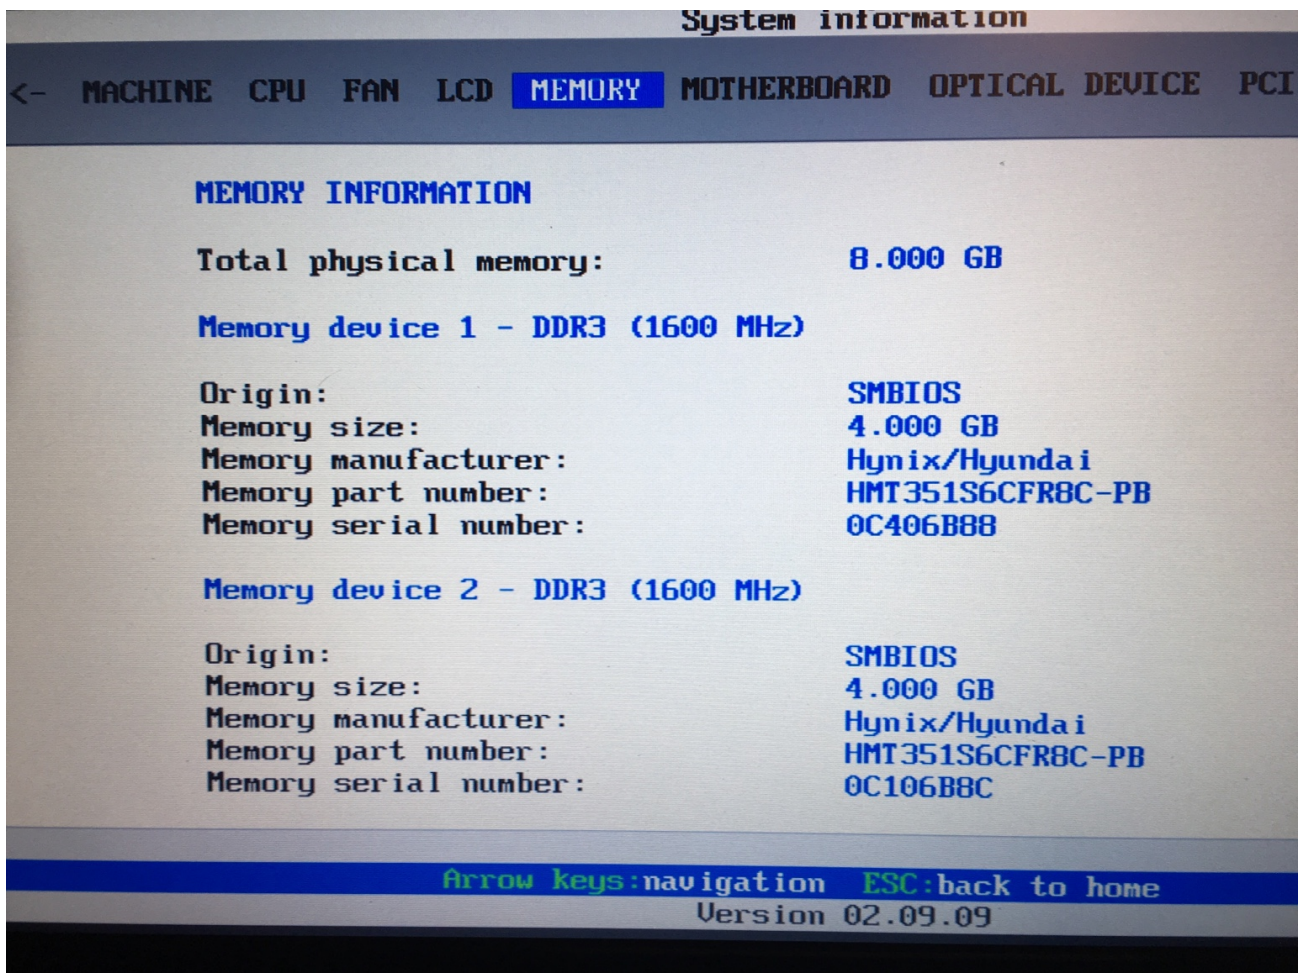 System information
<- MACHINE CPU FAN LCD MEMORY MOTHERBOARD OPTICAL DEVICE PCI
MEMORY INFORMATION
Total physical memory: 8.000 GB
Memory device 1 - DDR3 (1600 MHz)
Origin: SMBIOS
Memory size: 4.000 GB
Memory manufacturer: Hynix/Hyundai
Memory part number: HMT351S6CFR8C-PB
Memory serial number: 0C406B88
Memory device 2 - DDR3 (1600 MHz)
Origin: SMBIOS
Memory size: 4.000 GB
Memory manufacturer: Hynix/Hyundai
Memory part number: HMT351S6CFR8C-PB
Memory serial number: 0C106B8C
Arrow keys:navigation ESC:back to home
Version 02.09.09